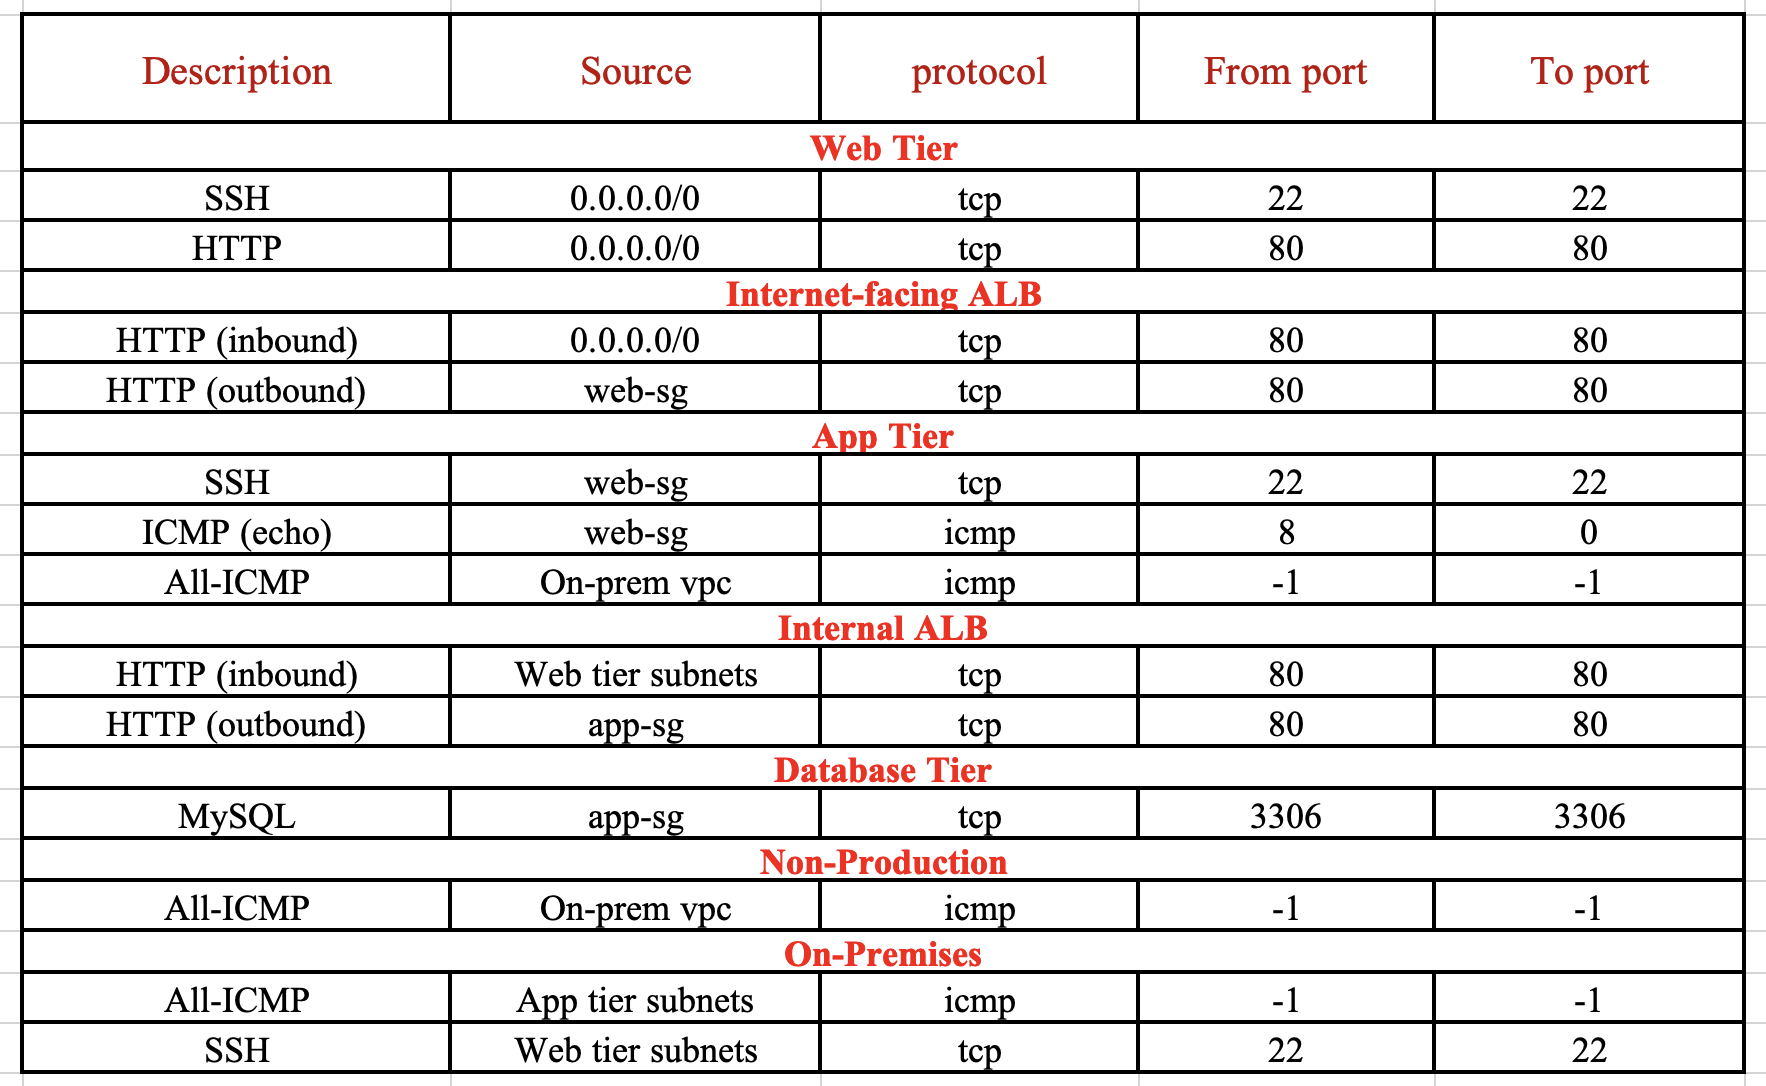 Description Source protocol From port To port
Web Tier
SSH 0.0.0.0/0 tcp 22 22
HTTP 0.0.0.0/0 tcp 80 80
Internet-facing ALB
HTTP (inbound) 0.0.0.0/0 tcp 80 80
HTTP (outbound) web-sg tcp 80 80
App Tier
SSH web-sg tcp 22 22
ICMP (echo) web-sg icmp 8 0
All-ICMP On-prem vpc icmp -1 -1
Internal ALB
HTTP (inbound) Web tier subnets tcp 80 80
HTTP (outbound) app-sg tcp 80 80
Database Tier
MySQL app-sg tcp 3306 3306
Non-Production
All-ICMP On-prem vpc icmp -1 -1
On-Premises
All-ICMP App tier subnets icmp -1 -1
SSH Web tier subnets tcp 22 22